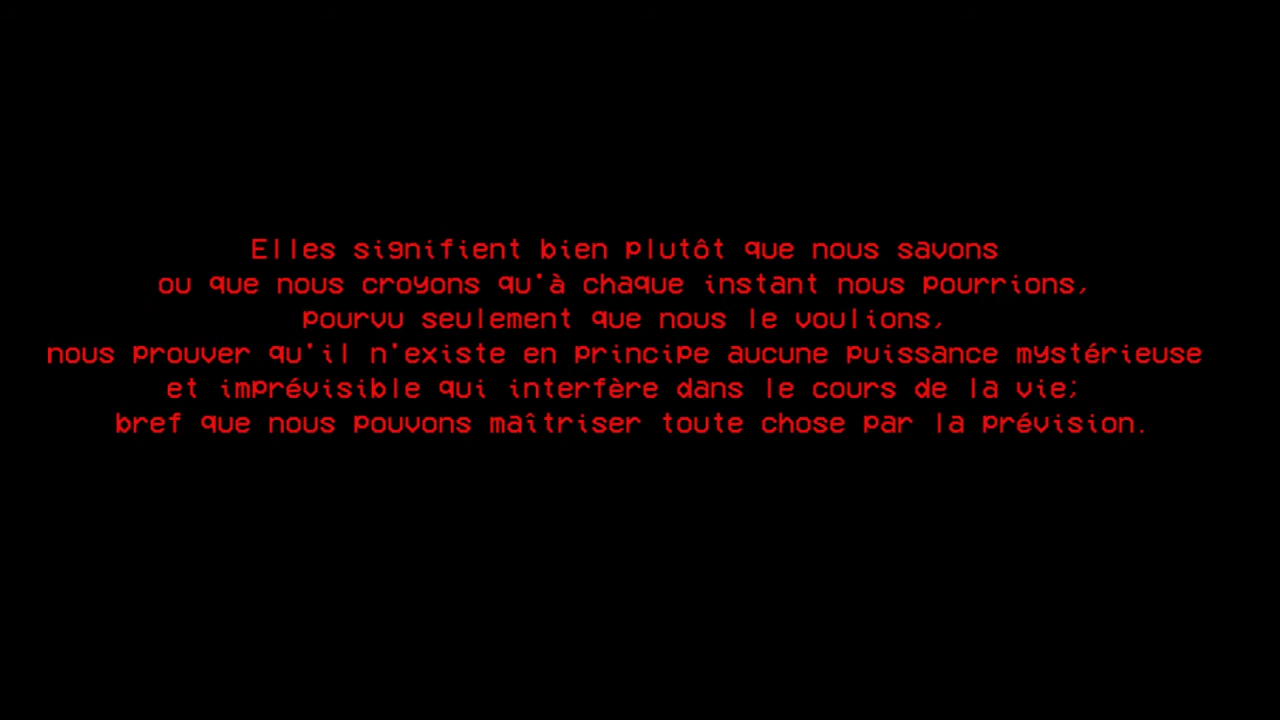 Elles signifient bien plutôt que nous savons
ou que nous croyons qu'à chaque instant nous pourrions,
pourvu seulement que nous le voulions,
nous prouver qu'il n'existe en principe aucune puissance mystérieuse
et imprévisible qui interfère dans le cours de la vie;
bref que nous pouvons maîtriser toute chose par la prévision.